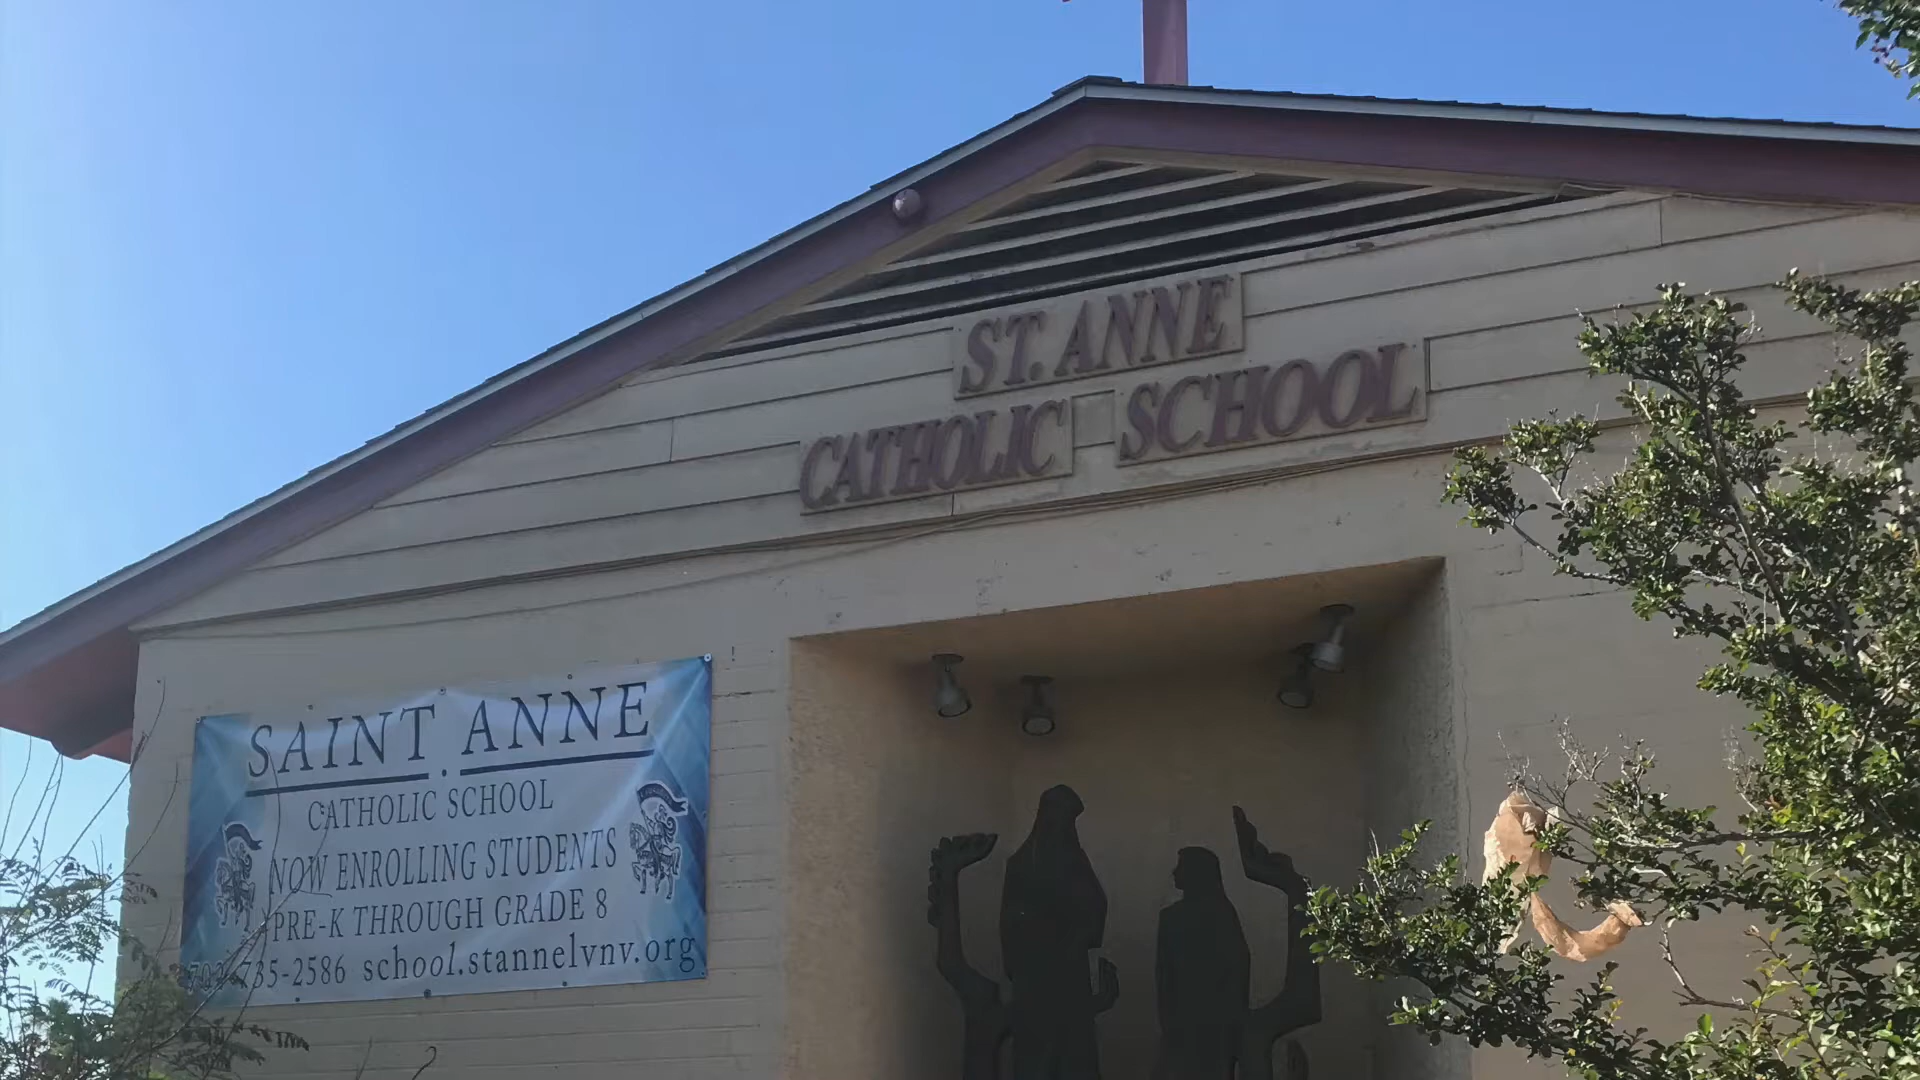 ST. ANNE
CATHOLIC SCHOOL
SAINT ANNE
CATHOLIC SCHOOL
NOW ENROLLING STUDENTS
PRE-K THROUGH GRADE 8
702-735-2586 school.stannelvnv.org